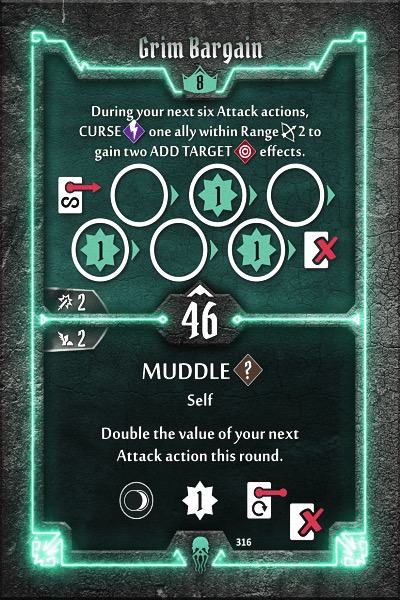 Grim Bargain
8
During your next six Attack actions,
CURSE one ally within Range 2 to
gain two ADD TARGET effects.
1
1 1
2
46
2
MUDDLE ?
Self
Double the value of your next
Attack action this round.
1
316